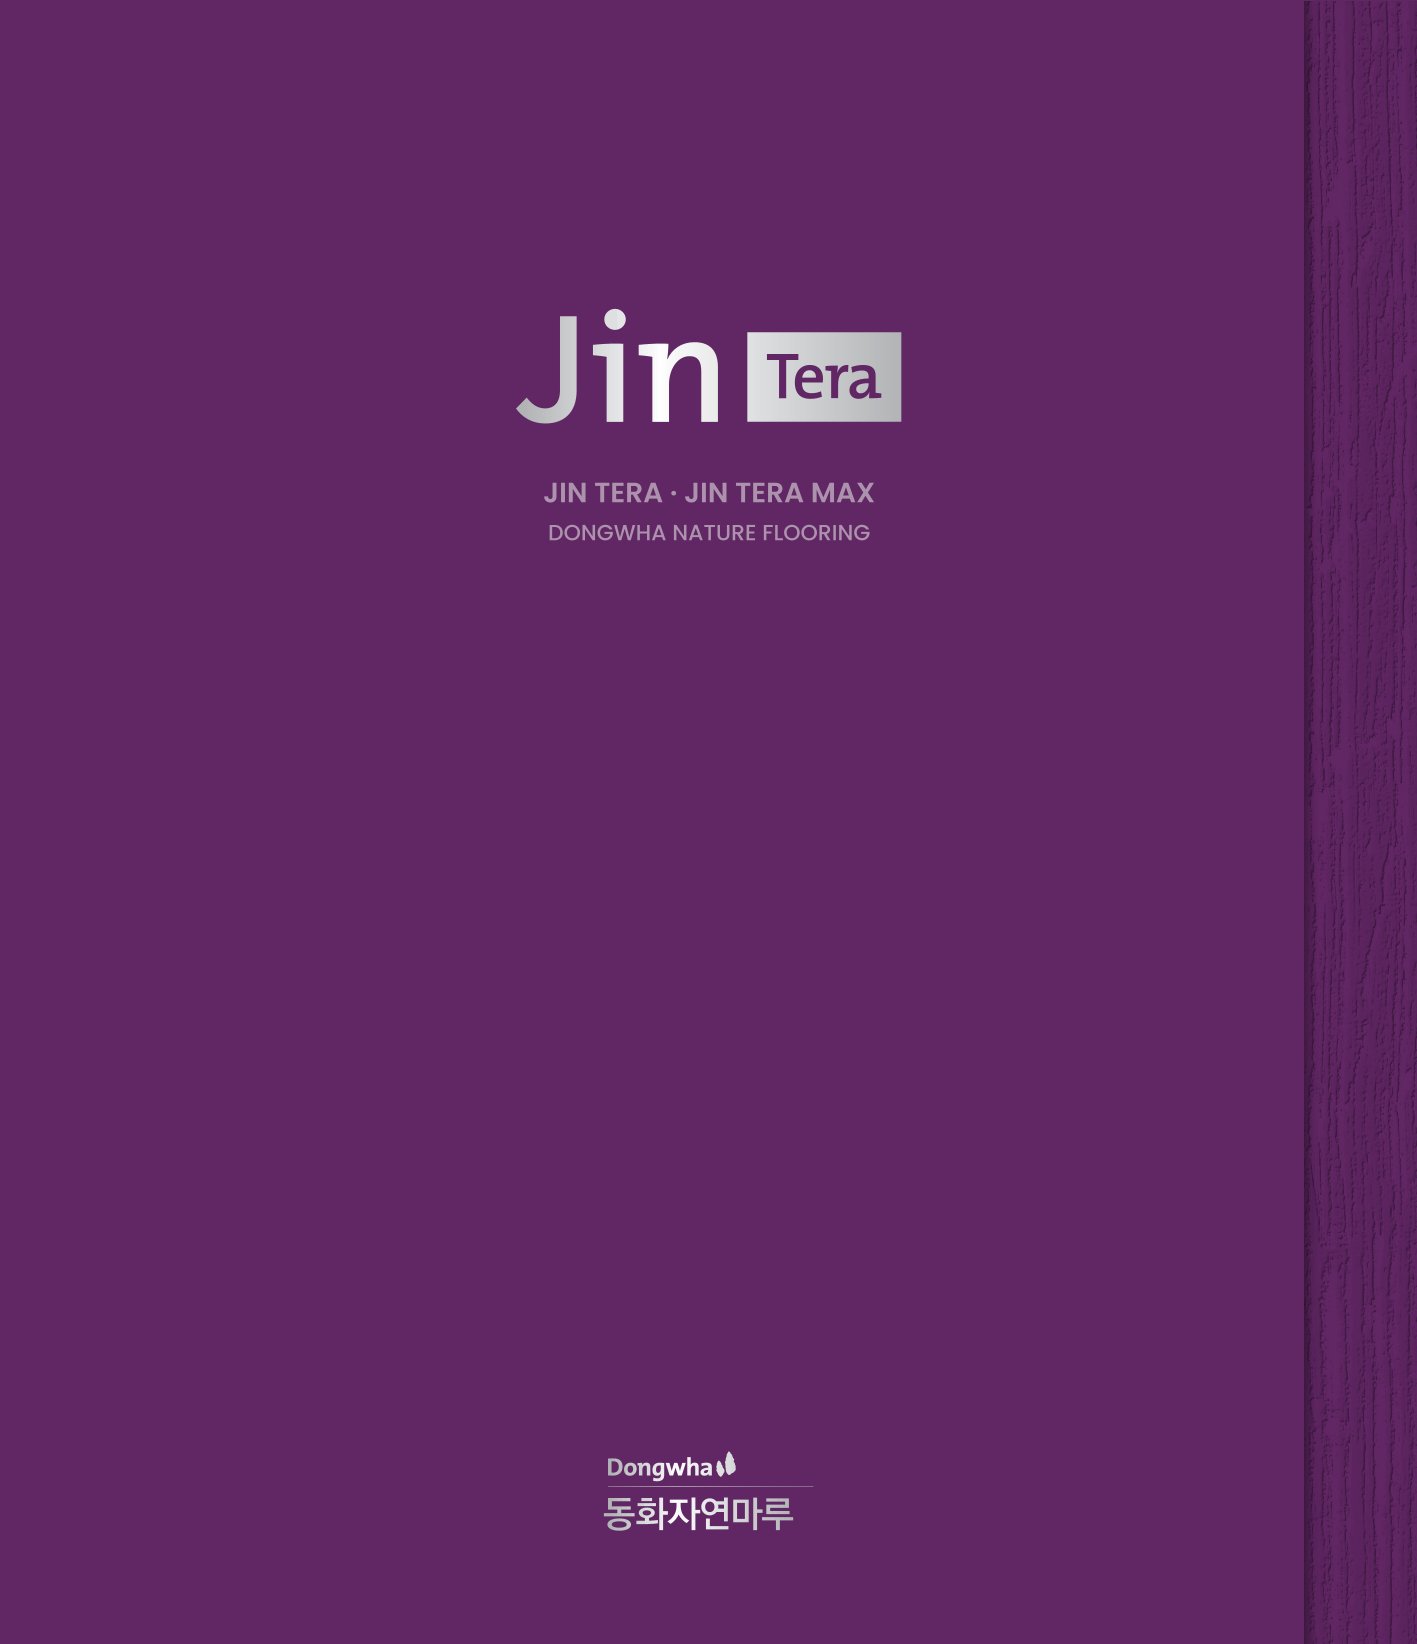 Jin Tera
JIN TERA · JIN TERA MAX
DONGWHA NATURE FLOORING
Dongwha
동화자연마루